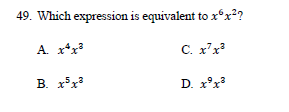 49. Which expression is equivalent to x⁶x²?
A. x⁴x³ C. x⁷x³
B. x⁵x³ D. x⁹x³